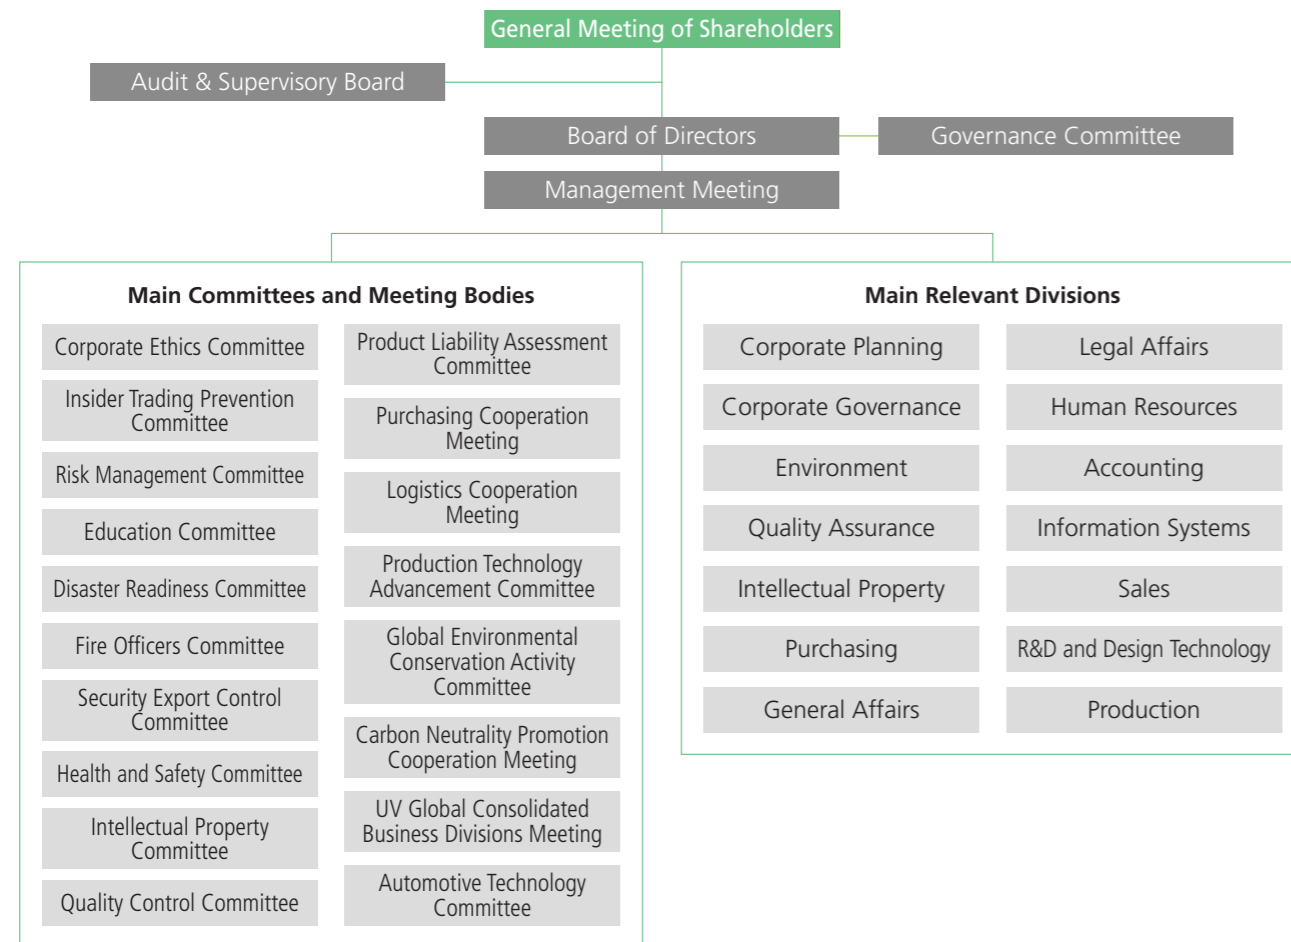 General Meeting of Shareholders
Audit & Supervisory Board
Board of Directors
Governance Committee
Management Meeting
Main Committees and Meeting Bodies
Corporate Ethics Committee
Insider Trading Prevention
Committee
Risk Management Committee
Education Committee
Disaster Readiness Committee
Fire Officers Committee
Security Export Control
Committee
Health and Safety Committee
Intellectual Property
Committee
Quality Control Committee
Product Liability Assessment
Committee
Purchasing Cooperation
Meeting
Logistics Cooperation
Meeting
Production Technology
Advancement Committee
Global Environmental
Conservation Activity
Committee
Carbon Neutrality Promotion
Cooperation Meeting
UV Global Consolidated
Business Divisions Meeting
Automotive Technology
Committee
Main Relevant Divisions
Corporate Planning
Corporate Governance
Environment
Quality Assurance
Intellectual Property
Purchasing
General Affairs
Legal Affairs
Human Resources
Accounting
Information Systems
Sales
R&D and Design Technology
Production